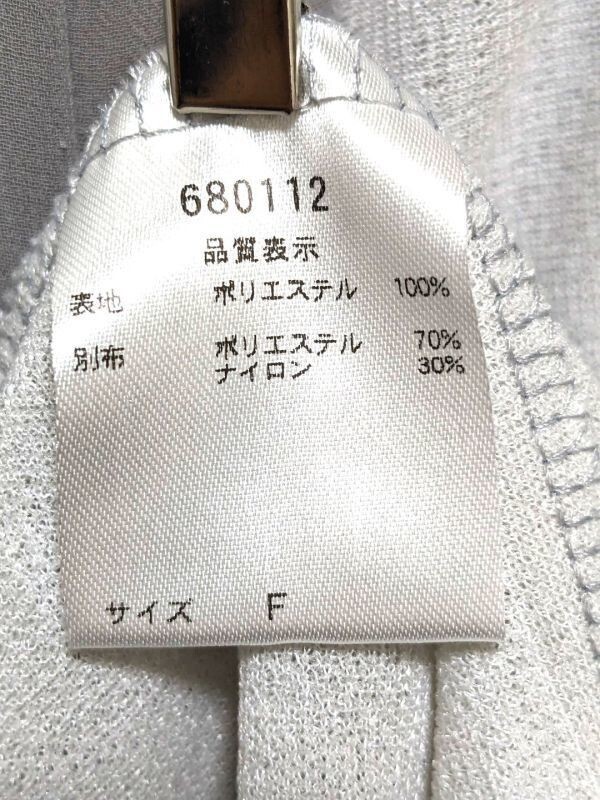 680112
品質表示
表地 ポリエステル 100%
別布 ポリエステル 70%
ナイロン 30%
サイズ F